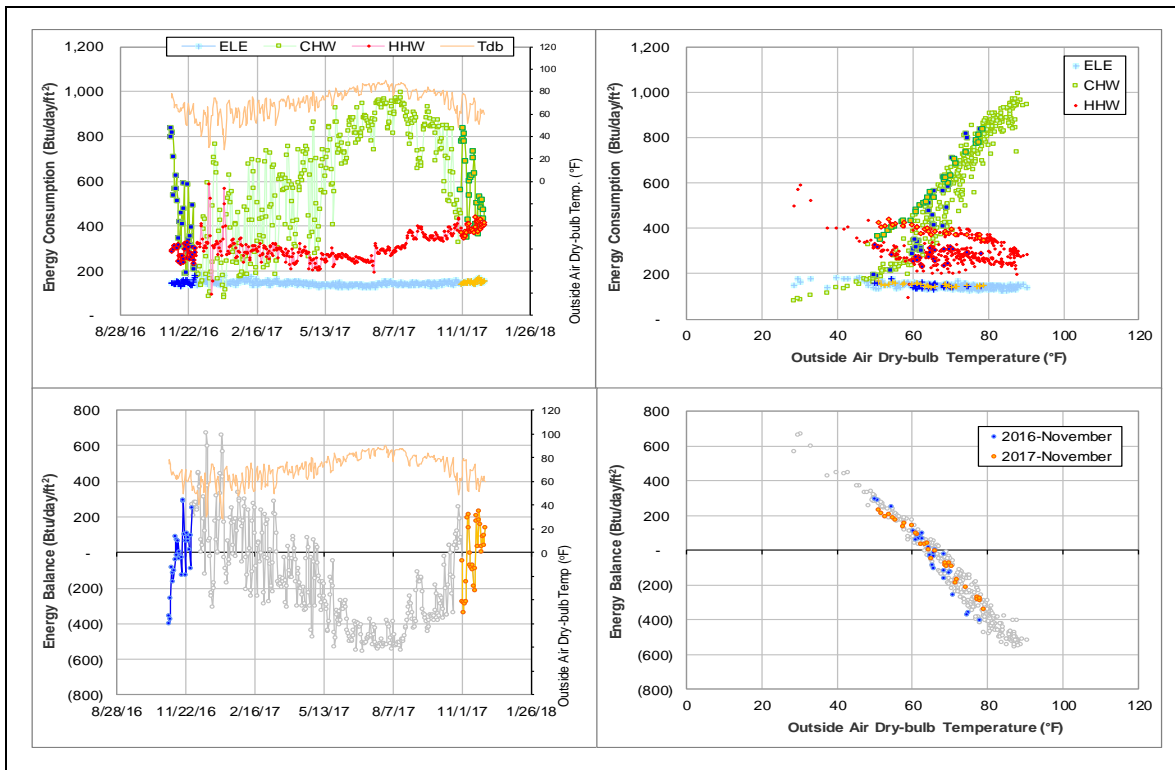 ELE CHW HHW Tdb
Energy Consumption (Btu/day/ft²)
1,200
1,000
800
600
400
200
-
120
100
80
60
40
20
0
Outside Air Dry-bulb Temp. (°F)
8/28/16 11/22/16 2/16/17 5/13/17 8/7/17 11/1/17 1/26/18
Energy Consumption (Btu/day/ft²)
1,200
1,000
800
600
400
200
-
ELE
CHW
HHW
0 20 40 60 80 100 120
Outside Air Dry-bulb Temperature (°F)
Energy Balance (Btu/day/ft²)
800
600
400
200
-
(200)
(400)
(600)
(800)
120
100
80
60
40
20
0
Outside Air Dry-bulb Temp (°F)
8/28/16 11/22/16 2/16/17 5/13/17 8/7/17 11/1/17 1/26/18
Energy Balance (Btu/day/ft²)
800
600
400
200
-
(200)
(400)
(600)
(800)
2016-November
2017-November
0 20 40 60 80 100 120
Outside Air Dry-bulb Temperature (°F)